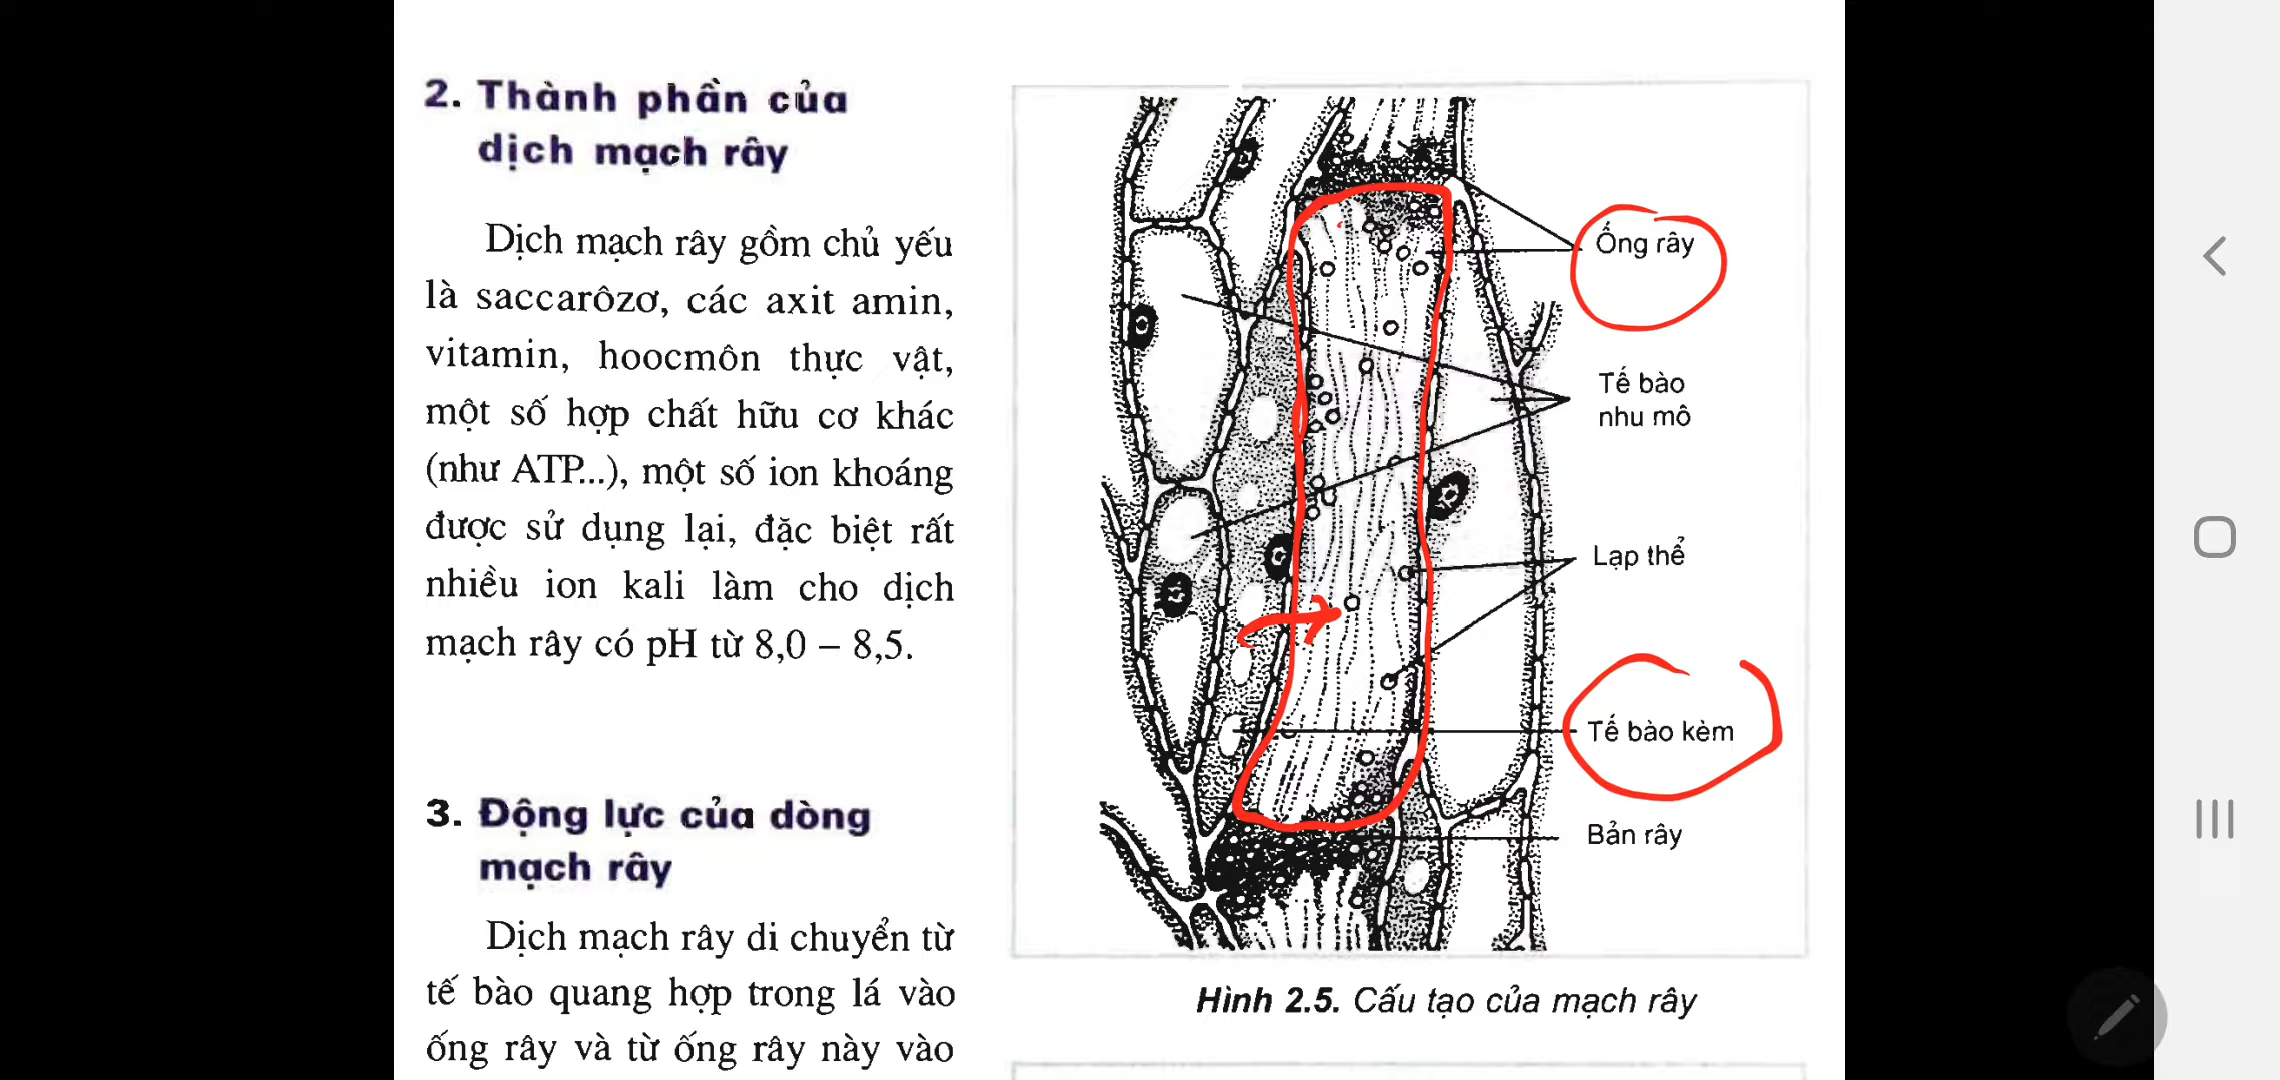 2. Thành phần của
dịch mạch rây
Dịch mạch rây gồm chủ yếu
là saccarôzơ, các axit amin,
vitamin, hoocmôn thực vật,
một số hợp chất hữu cơ khác
(như ATP...), một số ion khoáng
được sử dụng lại, đặc biệt rất
nhiều ion kali làm cho dịch
mạch rây có pH từ 8,0 – 8,5.
3. Động lực của dòng
mạch rây
Dịch mạch rây di chuyển từ
tế bào quang hợp trong lá vào
ống rây và từ ống rây này vào
Ống rây
Tế bào
nhu mô
Lạp thể
Tế bào kèm
Bản rây
Hình 2.5. Cấu tạo của mạch rây